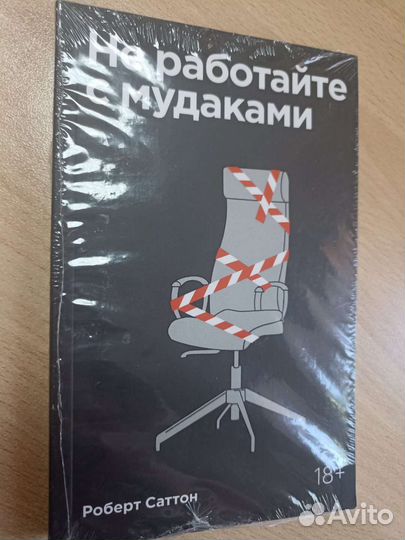 Не работайте
с мудаками
18+
Роберт Саттон
Avito